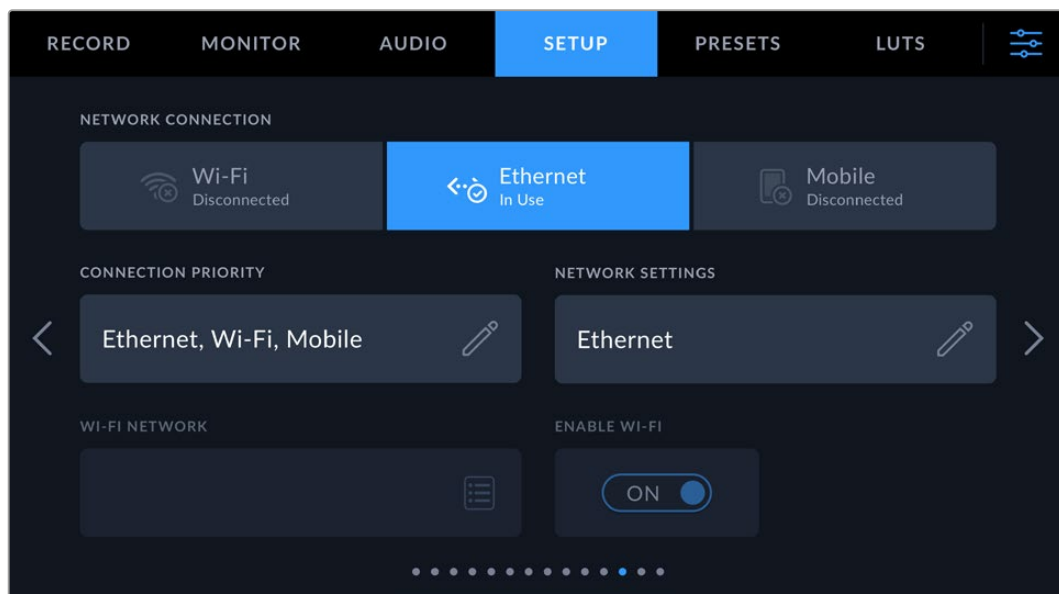 RECORD MONITOR AUDIO SETUP PRESETS LUTS
NETWORK CONNECTION
Wi-Fi
Disconnected
Ethernet
In Use
Mobile
Disconnected
CONNECTION PRIORITY
Ethernet, Wi-Fi, Mobile
NETWORK SETTINGS
Ethernet
WI-FI NETWORK
ENABLE WI-FI
ON